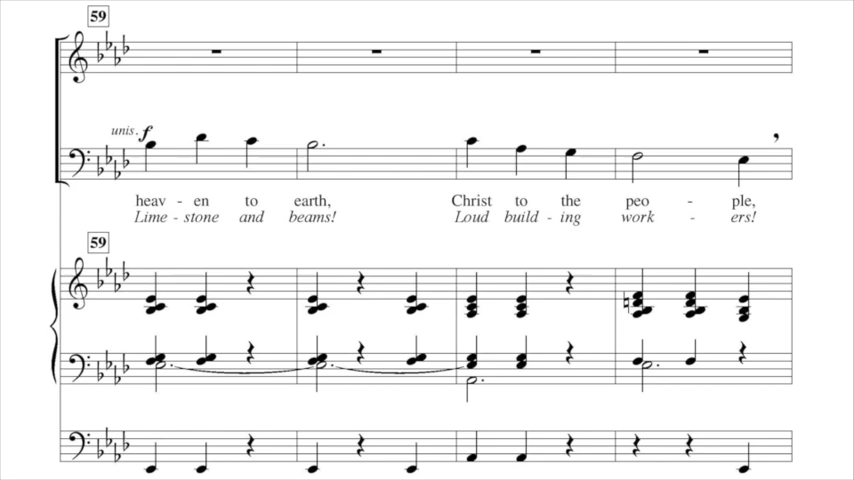 59
unis. f
heav - en to earth, Christ to the peo - ple,
Lime - stone and beams! Loud build - ing work - ers!
59